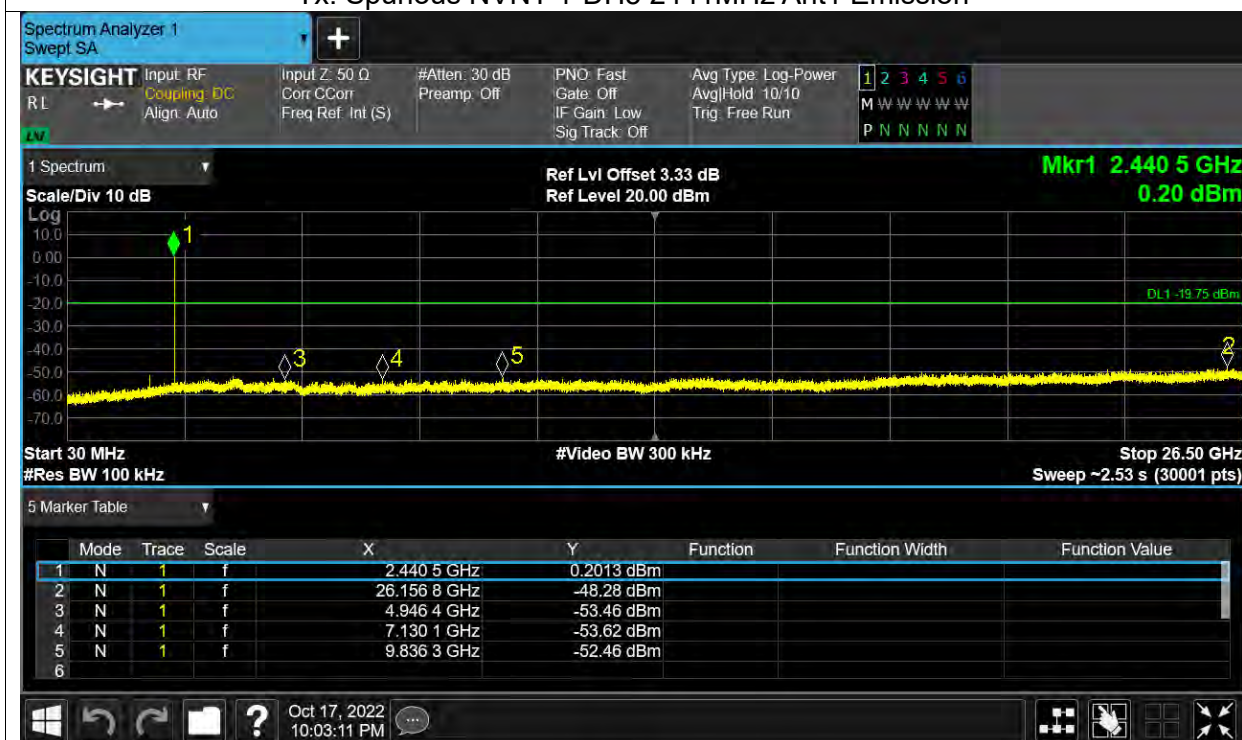 Tx. Spurious NVNT 1-DH5 2441MHz Ant1 Emission
Spectrum Analyzer 1
Swept SA
KEYSIGHT
RL
Input: RF
Coupling: DC
Align: Auto
Input Z: 50 Ω
Corr CCorr
Freq Ref: Int (S)
#Atten: 30 dB
Preamp: Off
PNO: Fast
Gate: Off
IF Gain: Low
Sig Track: Off
Avg Type: Log-Power
Avg|Hold: 10/10
Trig: Free Run
1 2 3 4 5 6
M W W W W W
P N N N N N
1 Spectrum
Scale/Div 10 dB
Ref Lvl Offset 3.33 dB
Ref Level 20.00 dBm
Mkr1 2.440 5 GHz
0.20 dBm
Log
10.0
0.00
-10.0
-20.0
-30.0
-40.0
-50.0
-60.0
-70.0
1
3
4
5
2
DL1 -19.75 dBm
Start 30 MHz
#Res BW 100 kHz
#Video BW 300 kHz
Stop 26.50 GHz
Sweep ~2.53 s (30001 pts)
5 Marker Table
Mode Trace Scale X Y Function Function Width Function Value
1 N 1 f 2.440 5 GHz 0.2013 dBm
2 N 1 f 26.156 8 GHz -48.28 dBm
3 N 1 f 4.946 4 GHz -53.46 dBm
4 N 1 f 7.130 1 GHz -53.62 dBm
5 N 1 f 9.836 3 GHz -52.46 dBm
6
?
Oct 17, 2022
10:03:11 PM